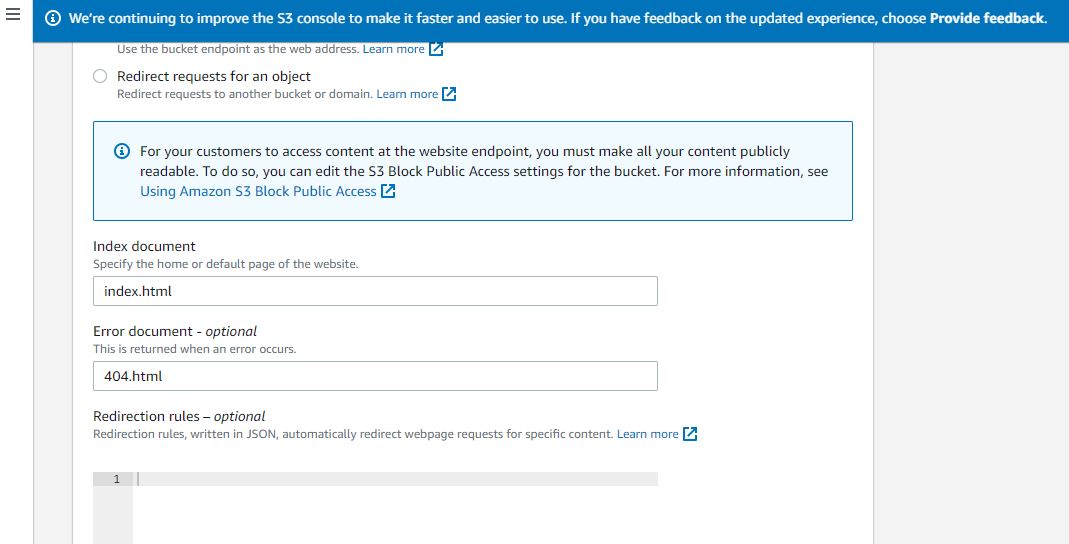 We're continuing to improve the S3 console to make it faster and easier to use. If you have feedback on the updated experience, choose Provide feedback.
Use the bucket endpoint as the web address. Learn more
Redirect requests for an object
Redirect requests to another bucket or domain. Learn more
For your customers to access content at the website endpoint, you must make all your content publicly
readable. To do so, you can edit the S3 Block Public Access settings for the bucket. For more information, see
Using Amazon S3 Block Public Access
Index document
Specify the home or default page of the website.
index.html
Error document - optional
This is returned when an error occurs.
404.html
Redirection rules – optional
Redirection rules, written in JSON, automatically redirect webpage requests for specific content. Learn more
1